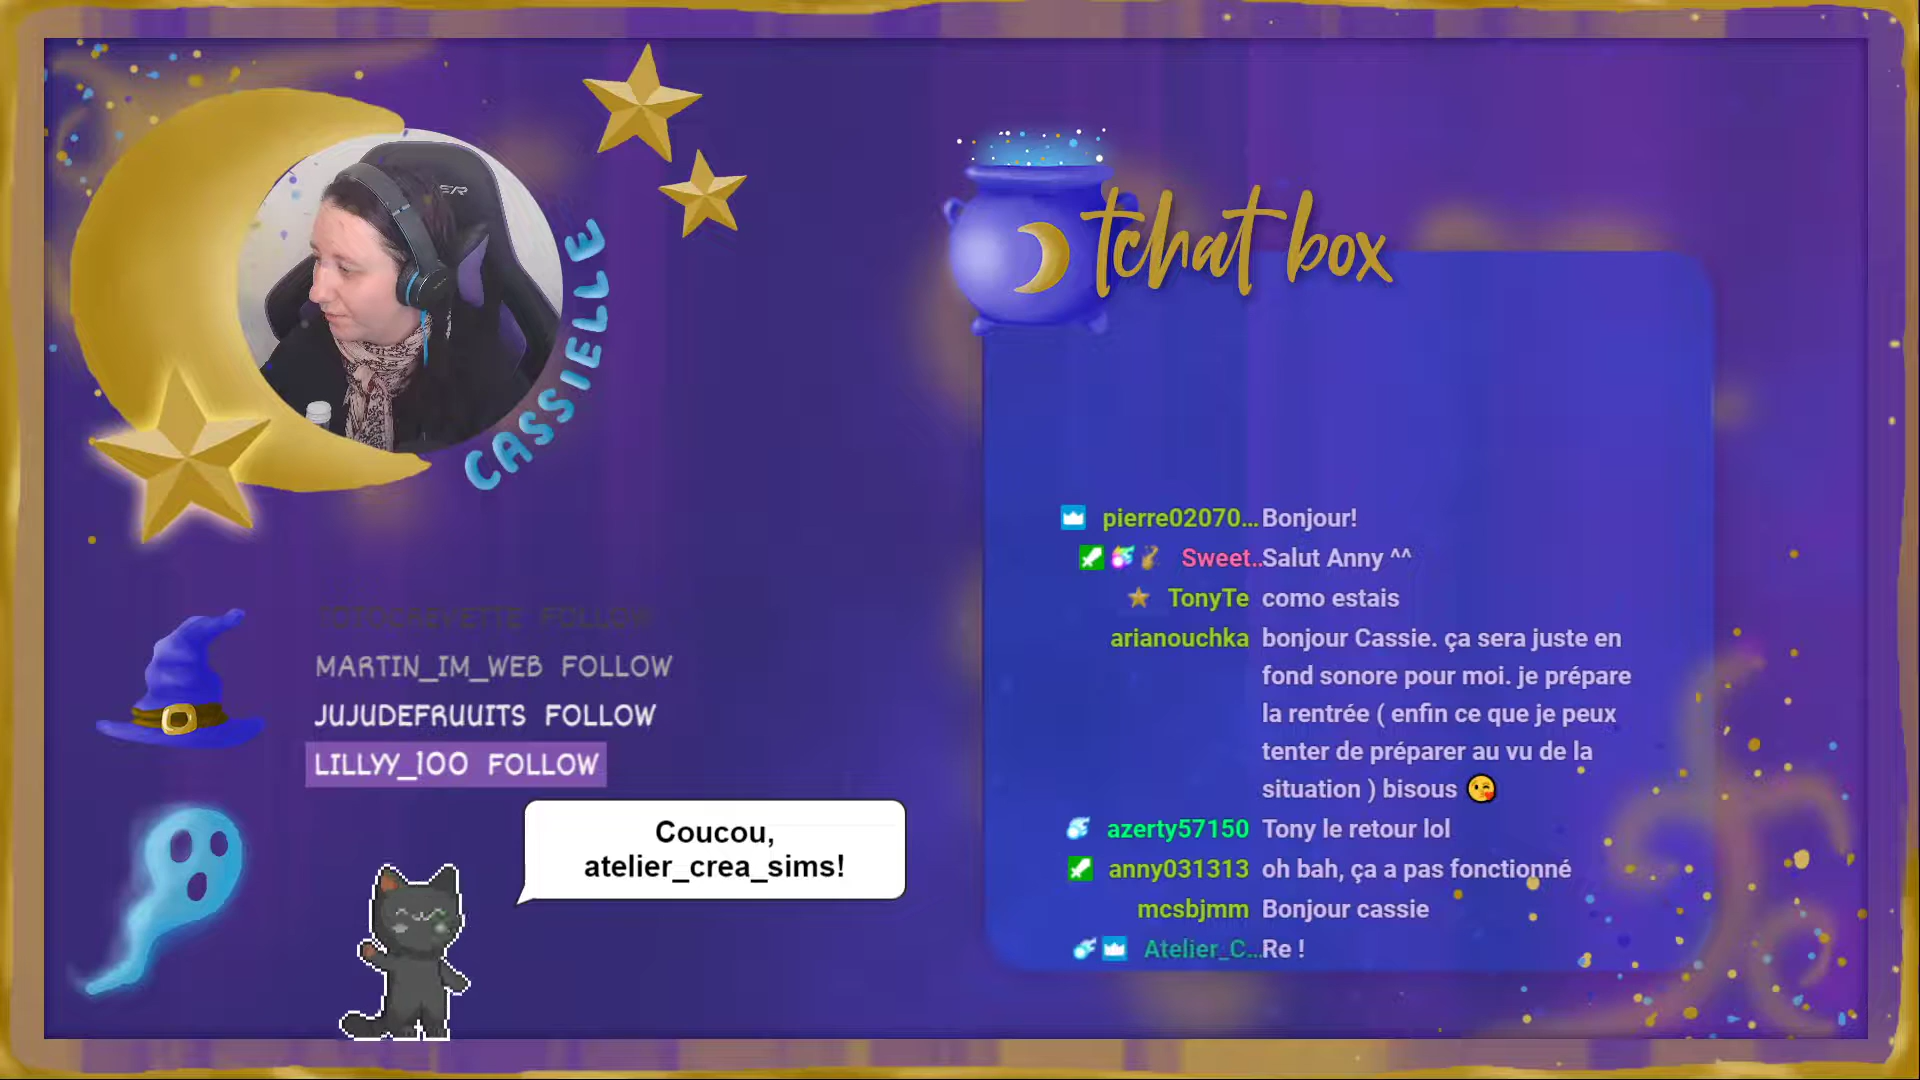 CASSIELLE
tchat box
TOTOCREVETTE FOLLOW
MARTIN_IM_WEB FOLLOW
JUJUDEFRUUITS FOLLOW
LILLYY_100 FOLLOW
Coucou,
atelier_crea_sims!
pierre02070... Bonjour!
Sweet.. Salut Anny ^^
TonyTe como estais
arianouchka bonjour Cassie. ça sera juste en
fond sonore pour moi. je prépare
la rentrée ( enfin ce que je peux
tenter de préparer au vu de la
situation ) bisous 😘
azerty57150 Tony le retour lol
anny031313 oh bah, ça a pas fonctionné
mcsbjmm Bonjour cassie
Atelier_C... Re !